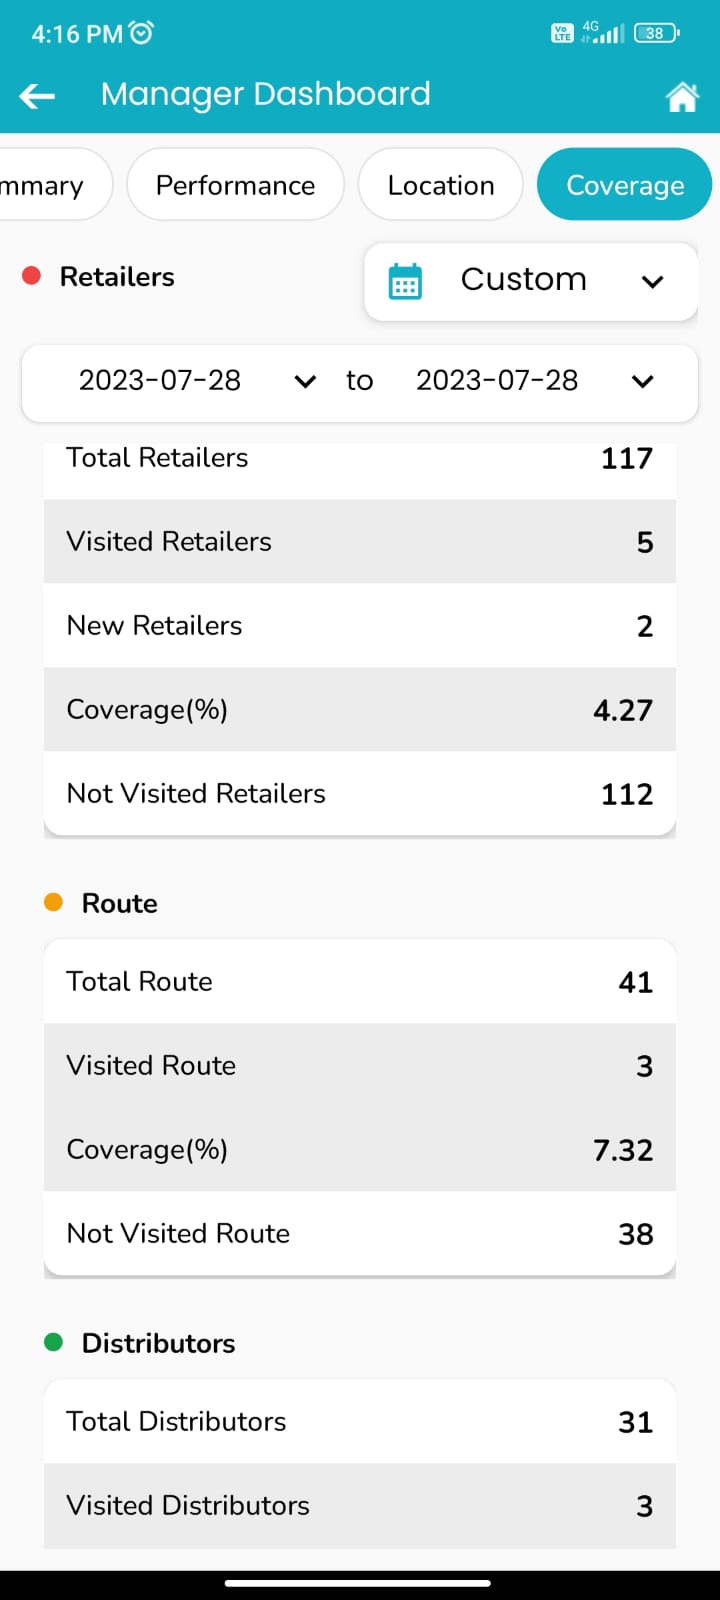 4:16 PM Vo LTE 4G 38
Manager Dashboard
mmary Performance Location Coverage
Retailers Custom
2023-07-28 to 2023-07-28
Total Retailers 117
Visited Retailers 5
New Retailers 2
Coverage(%) 4.27
Not Visited Retailers 112
Route
Total Route 41
Visited Route 3
Coverage(%) 7.32
Not Visited Route 38
Distributors
Total Distributors 31
Visited Distributors 3